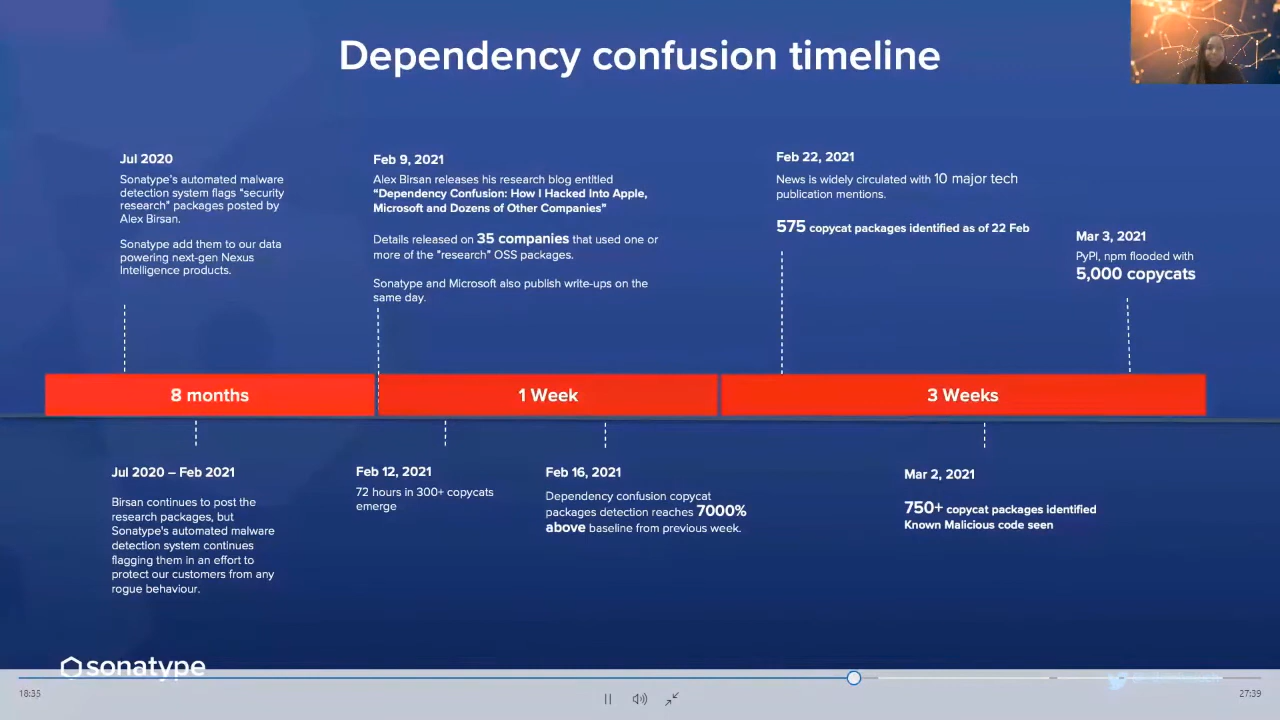 Dependency confusion timeline
Jul 2020
Sonatype's automated malware
detection system flags "security
research" packages posted by
Alex Birsan.
Sonatype add them to our data
powering next-gen Nexus
Intelligence products.
Feb 9, 2021
Alex Birsan releases his research blog entitled
"Dependency Confusion: How I Hacked Into Apple,
Microsoft and Dozens of Other Companies"
Details released on 35 companies that used one or
more of the "research" OSS packages.
Sonatype and Microsoft also publish write-ups on the
same day.
Feb 22, 2021
News is widely circulated with 10 major tech
publication mentions.
575 copycat packages identified as of 22 Feb
Mar 3, 2021
PyPI, npm flooded with
5,000 copycats
8 months
1 Week
3 Weeks
Jul 2020 – Feb 2021
Birsan continues to post the
research packages, but
Sonatype's automated malware
detection system continues
flagging them in an effort to
protect our customers from any
rogue behaviour.
Feb 12, 2021
72 hours in 300+ copycats
emerge
Feb 16, 2021
Dependency confusion copycat
packages detection reaches 7000%
above baseline from previous week.
Mar 2, 2021
750+ copycat packages identified
Known Malicious code seen
sonatype
18:35
27:39